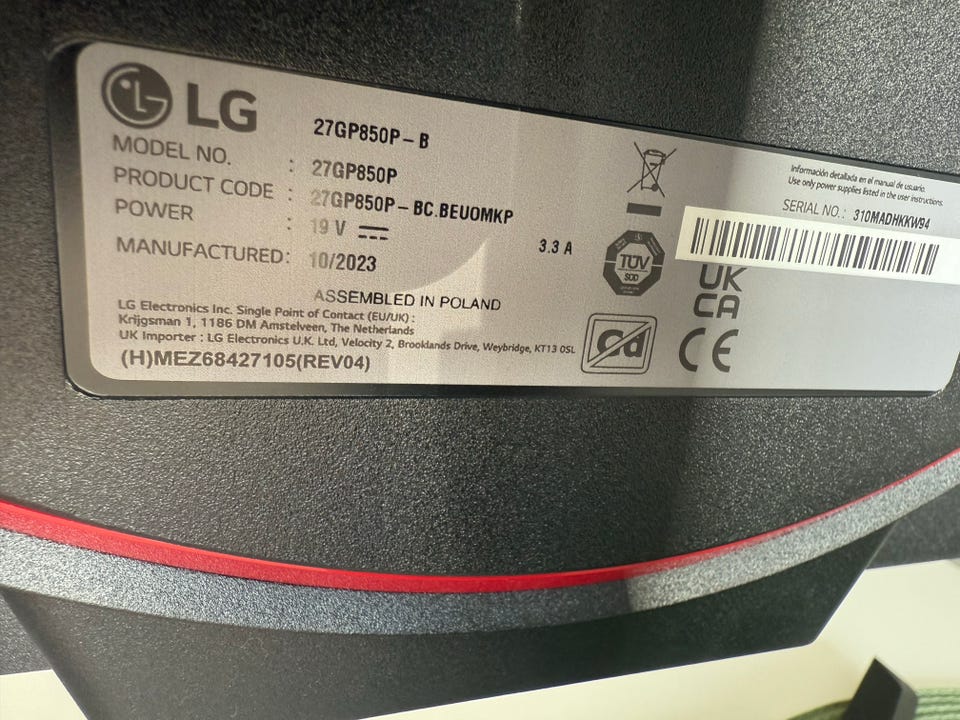 LG
27GP850P-B
MODEL NO. : 27GP850P
PRODUCT CODE : 27GP850P-BC.BEUOMKP
POWER : 19 V 3.3 A
MANUFACTURED : 10/2023
ASSEMBLED IN POLAND
LG Electronics Inc. Single Point of Contact (EU/UK) :
Krijgsman 1, 1186 DM Amstelveen, The Netherlands
UK Importer : LG Electronics U.K. Ltd, Velocity 2, Brooklands Drive, Weybridge, KT13 0SL
(H)MEZ68427105(REV04)
Información detallada en el manual de usuario.
Use only power supplies listed in the user instructions.
SERIAL NO. : 310MADHKKW94
TÜV
SÜD
UK
CA
Cd
CE